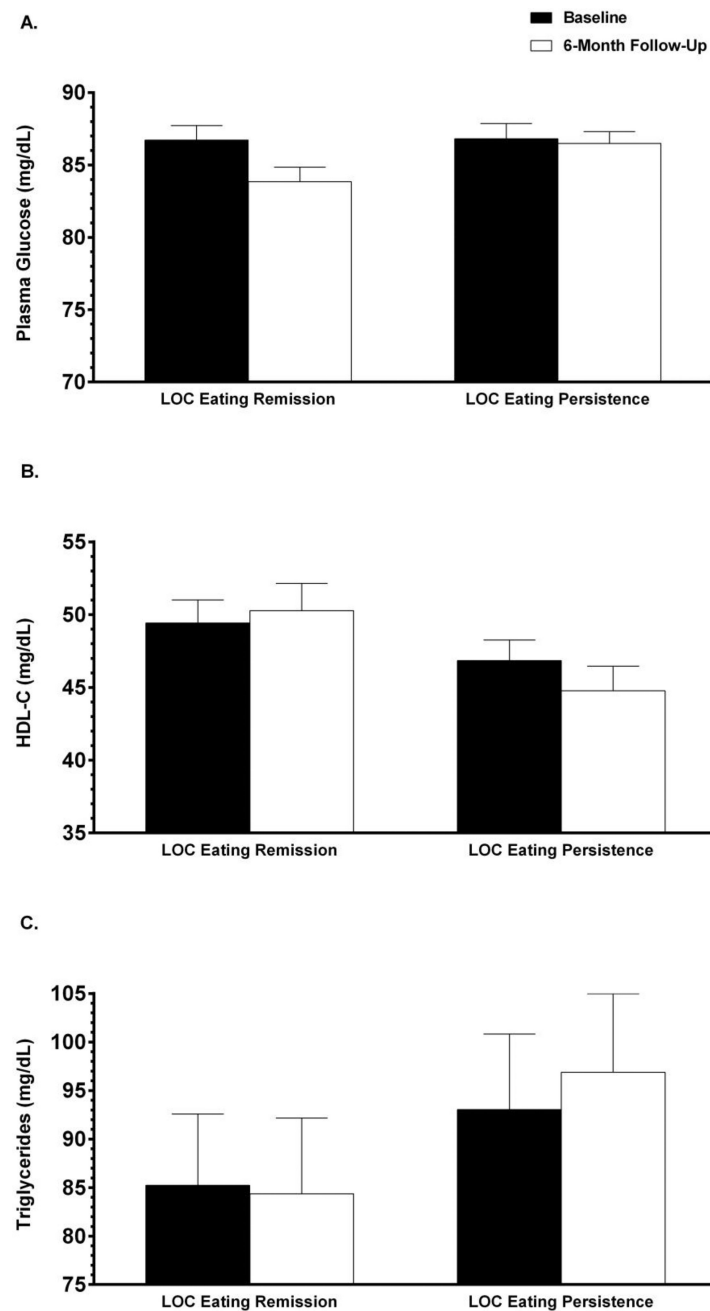 A.
Baseline
6-Month Follow-Up
Plasma Glucose (mg/dL)
90
85
80
75
70
LOC Eating Remission
LOC Eating Persistence
B.
HDL-C (mg/dL)
55
50
45
40
35
LOC Eating Remission
LOC Eating Persistence
C.
Triglycerides (mg/dL)
105
100
95
90
85
80
75
LOC Eating Remission
LOC Eating Persistence